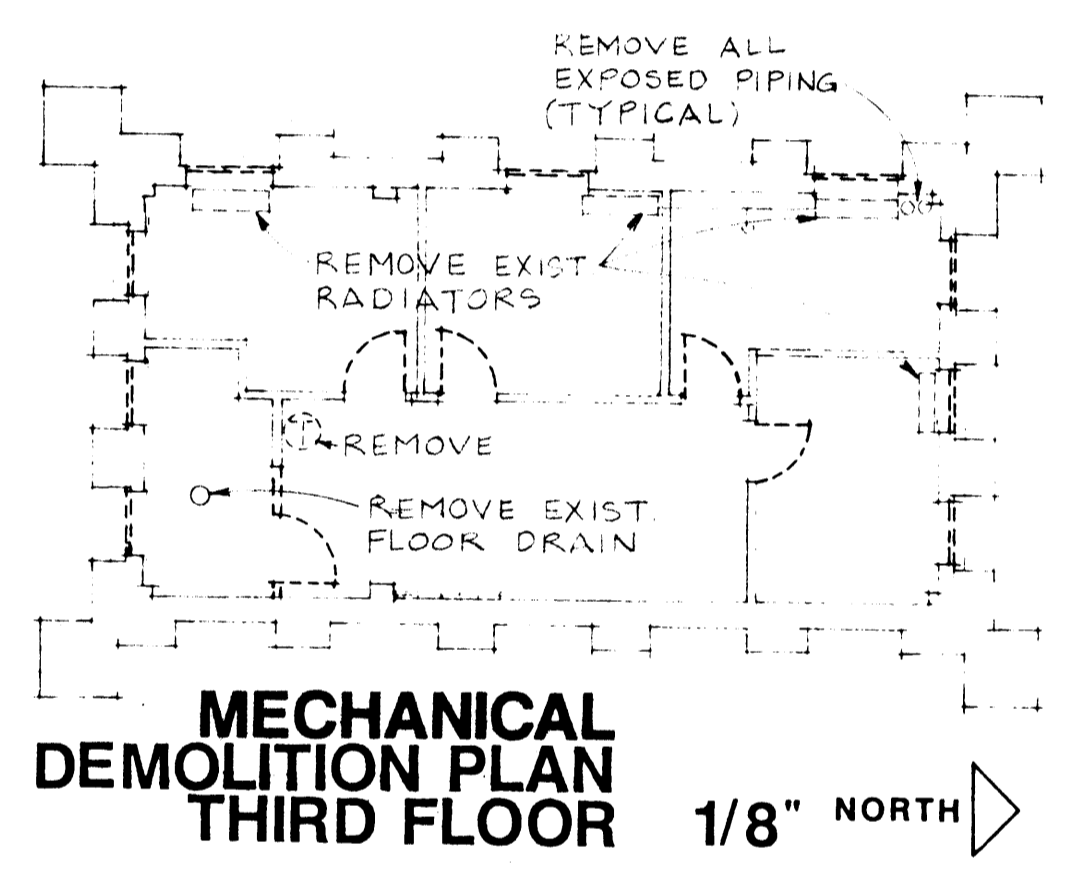 REMOVE ALL
EXPOSED PIPING
(TYPICAL)
REMOVE EXIST
RADIATORS
REMOVE
REMOVE EXIST.
FLOOR DRAIN
MECHANICAL
DEMOLITION PLAN
THIRD FLOOR
1/8" NORTH